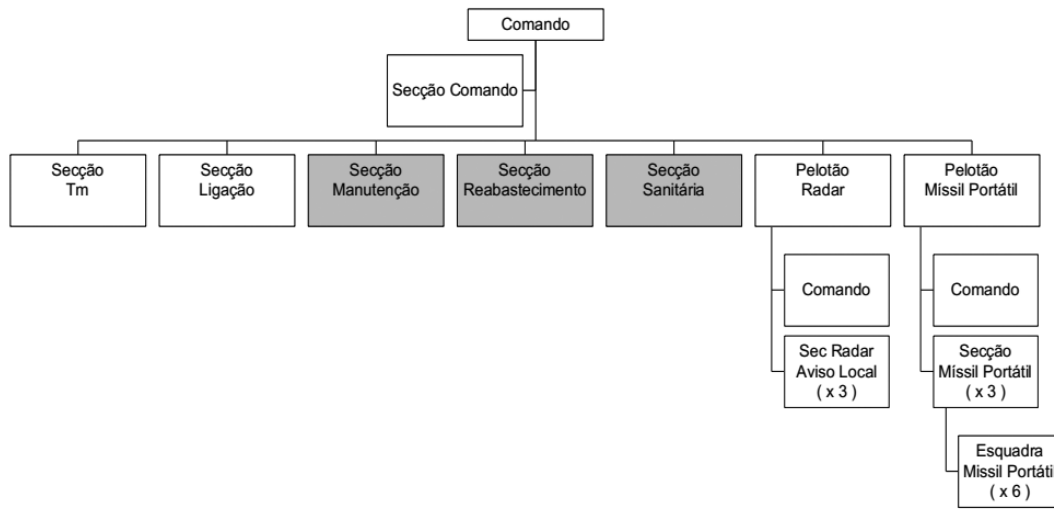 Comando
Secção Comando
Secção
Tm
Secção
Ligação
Secção
Manutenção
Secção
Reabastecimento
Secção
Sanitária
Pelotão
Radar
Pelotão
Míssil Portátil
Comando
Sec Radar
Aviso Local
( x 3 )
Comando
Secção
Míssil Portátil
( x 3 )
Esquadra
Missil Portátil
( x 6 )